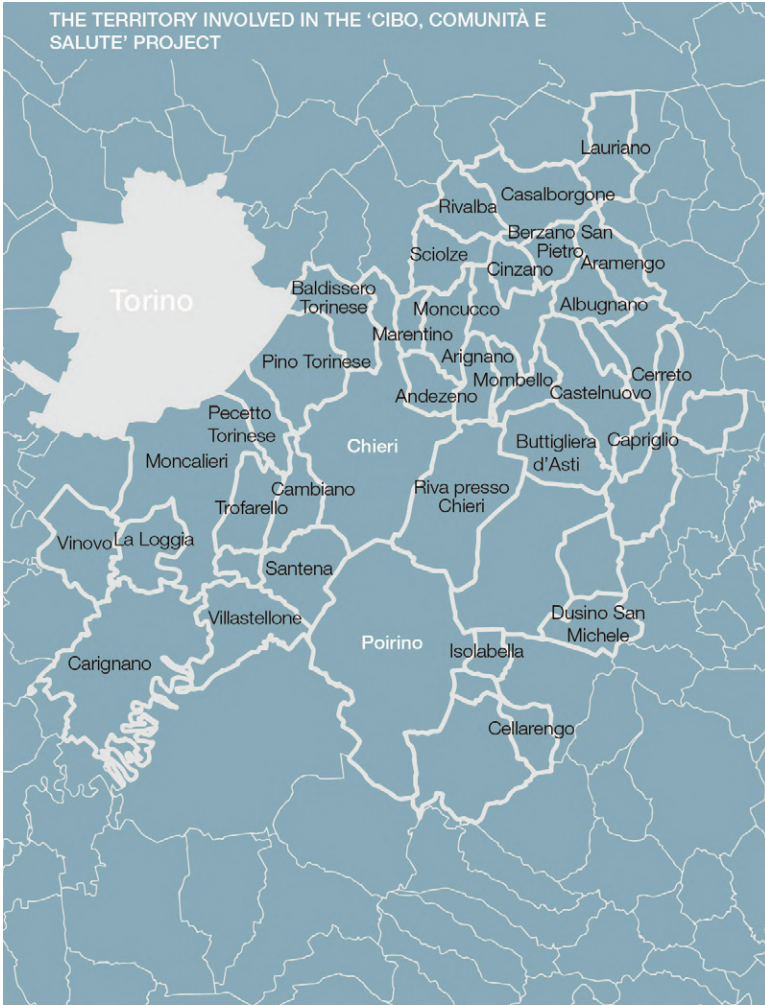 THE TERRITORY INVOLVED IN THE ‘CIBO, COMUNITÀ E
SALUTE’ PROJECT
Lauriano
Casalborgone
Rivalba
Berzano San
Pietro
Sciolze
Cinzano
Aramengo
Baldissero
Torinese
Torino
Moncucco
Albugnano
Marentino
Pino Torinese
Arignano
Mombello
Cerreto
Andezeno
Castelnuovo
Pecetto
Torinese
Chieri
Buttigliera
d’Asti
Capriglio
Moncalieri
Cambiano
Riva presso
Chieri
Trofarello
Vinovo
La Loggia
Santena
Villastellone
Dusino San
Michele
Poirino
Isolabella
Carignano
Cellarengo